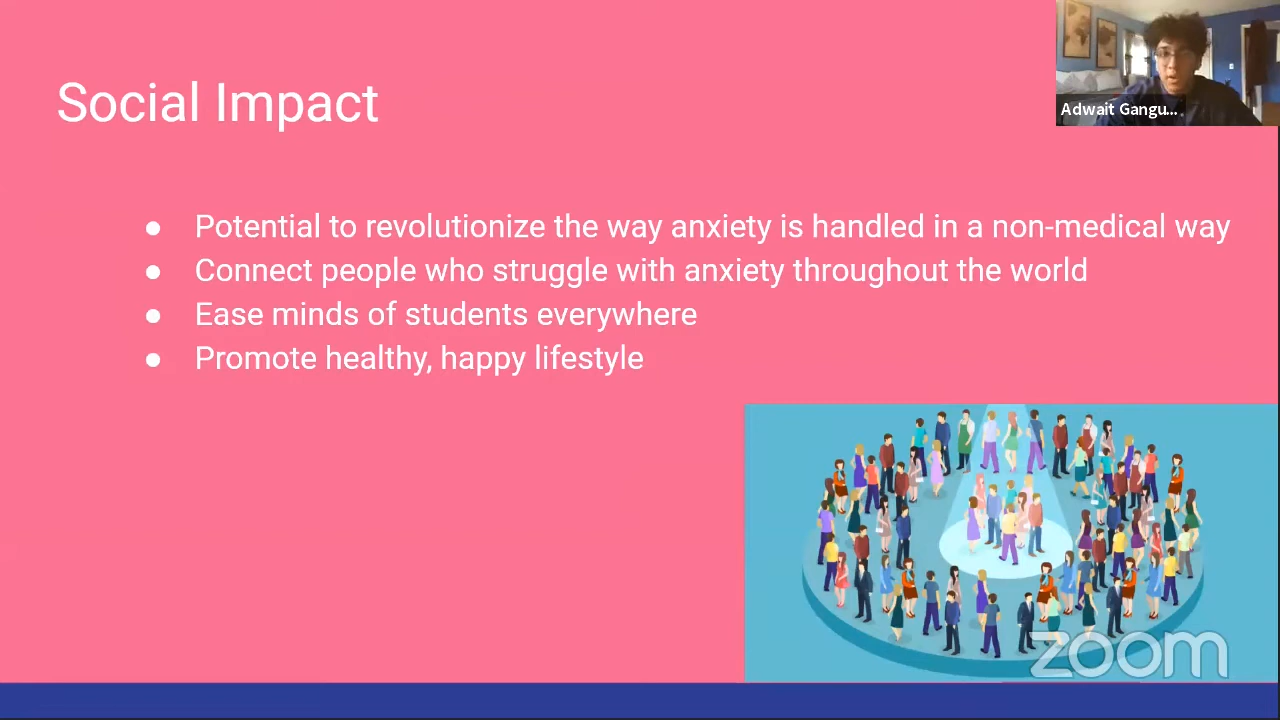 Social Impact
Adwait Gangu...
● Potential to revolutionize the way anxiety is handled in a non-medical way
● Connect people who struggle with anxiety throughout the world
● Ease minds of students everywhere
● Promote healthy, happy lifestyle
zoom